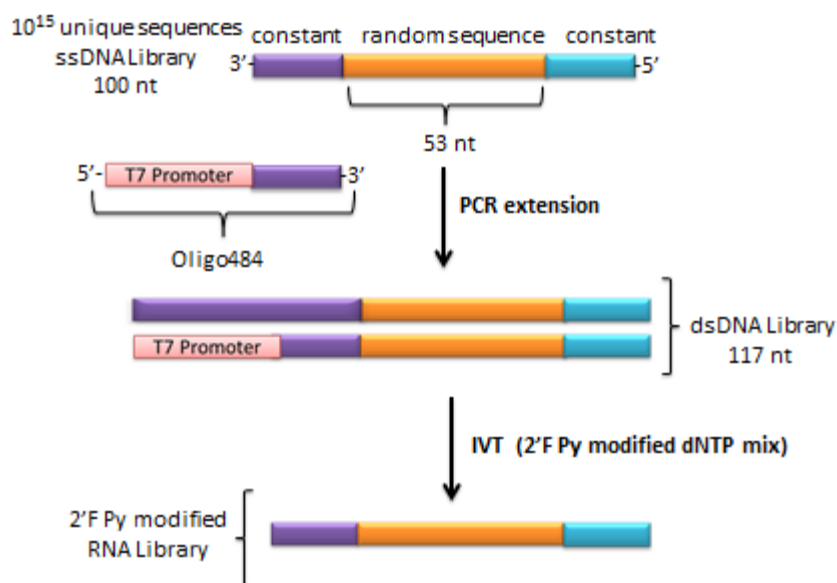 10¹⁵ unique sequences
ssDNA Library
100 nt
constant random sequence constant
3’- -5’
53 nt
5’- T7 Promoter -3’
Oligo484
PCR extension
T7 Promoter
dsDNA Library
117 nt
IVT (2’F Py modified dNTP mix)
2’F Py modified
RNA Library